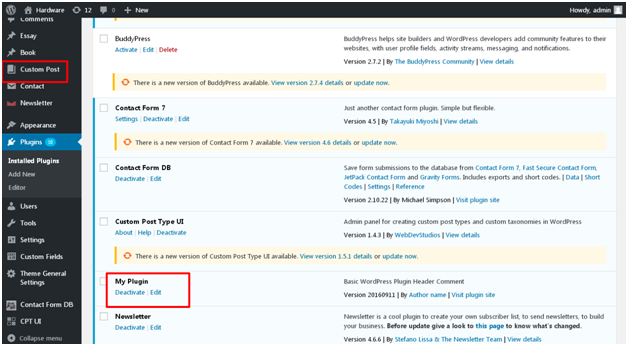 Hardware 12 0 New Howdy, admin
Comments
Essay
Book
Custom Post
Contact
Newsletter
Appearance
Plugins
Installed Plugins
Add New
Editor
Users
Tools
Settings
Custom Fields
Theme General
Settings
Contact Form DB
CPT UI
Collapse menu
BuddyPress
Activate | Edit | Delete
BuddyPress helps site builders and WordPress developers add community features to their
websites, with user profile fields, activity streams, messaging, and notifications.
Version 2.7.2 | By The BuddyPress Community | View details
There is a new version of BuddyPress available. View version 2.7.4 details or update now.
Contact Form 7
Settings | Deactivate | Edit
Just another contact form plugin. Simple but flexible.
Version 4.5 | By Takayuki Miyoshi | View details
There is a new version of Contact Form 7 available. View version 4.6 details or update now.
Contact Form DB
Deactivate | Edit
Save form submissions to the database from Contact Form 7, Fast Secure Contact Form,
JetPack Contact Form and Gravity Forms. Includes exports and short codes. | Data | Short
Codes | Settings | Reference
Version 2.10.22 | By Michael Simpson | Visit plugin site
Custom Post Type UI
About | Help | Deactivate
Admin panel for creating custom post types and custom taxonomies in WordPress
Version 1.4.3 | By WebDevStudios | View details
There is a new version of Custom Post Type UI available. View version 1.5.1 details or update now.
My Plugin
Deactivate | Edit
Basic WordPress Plugin Header Comment
Version 20160911 | By Author name | Visit plugin site
Newsletter
Deactivate | Edit
Newsletter is a cool plugin to create your own subscriber list, to send newsletters, to build
your business. Before update give a look to this page to know what's changed.
Version 4.6.6 | By Stefano Lissa & The Newsletter Team | View details